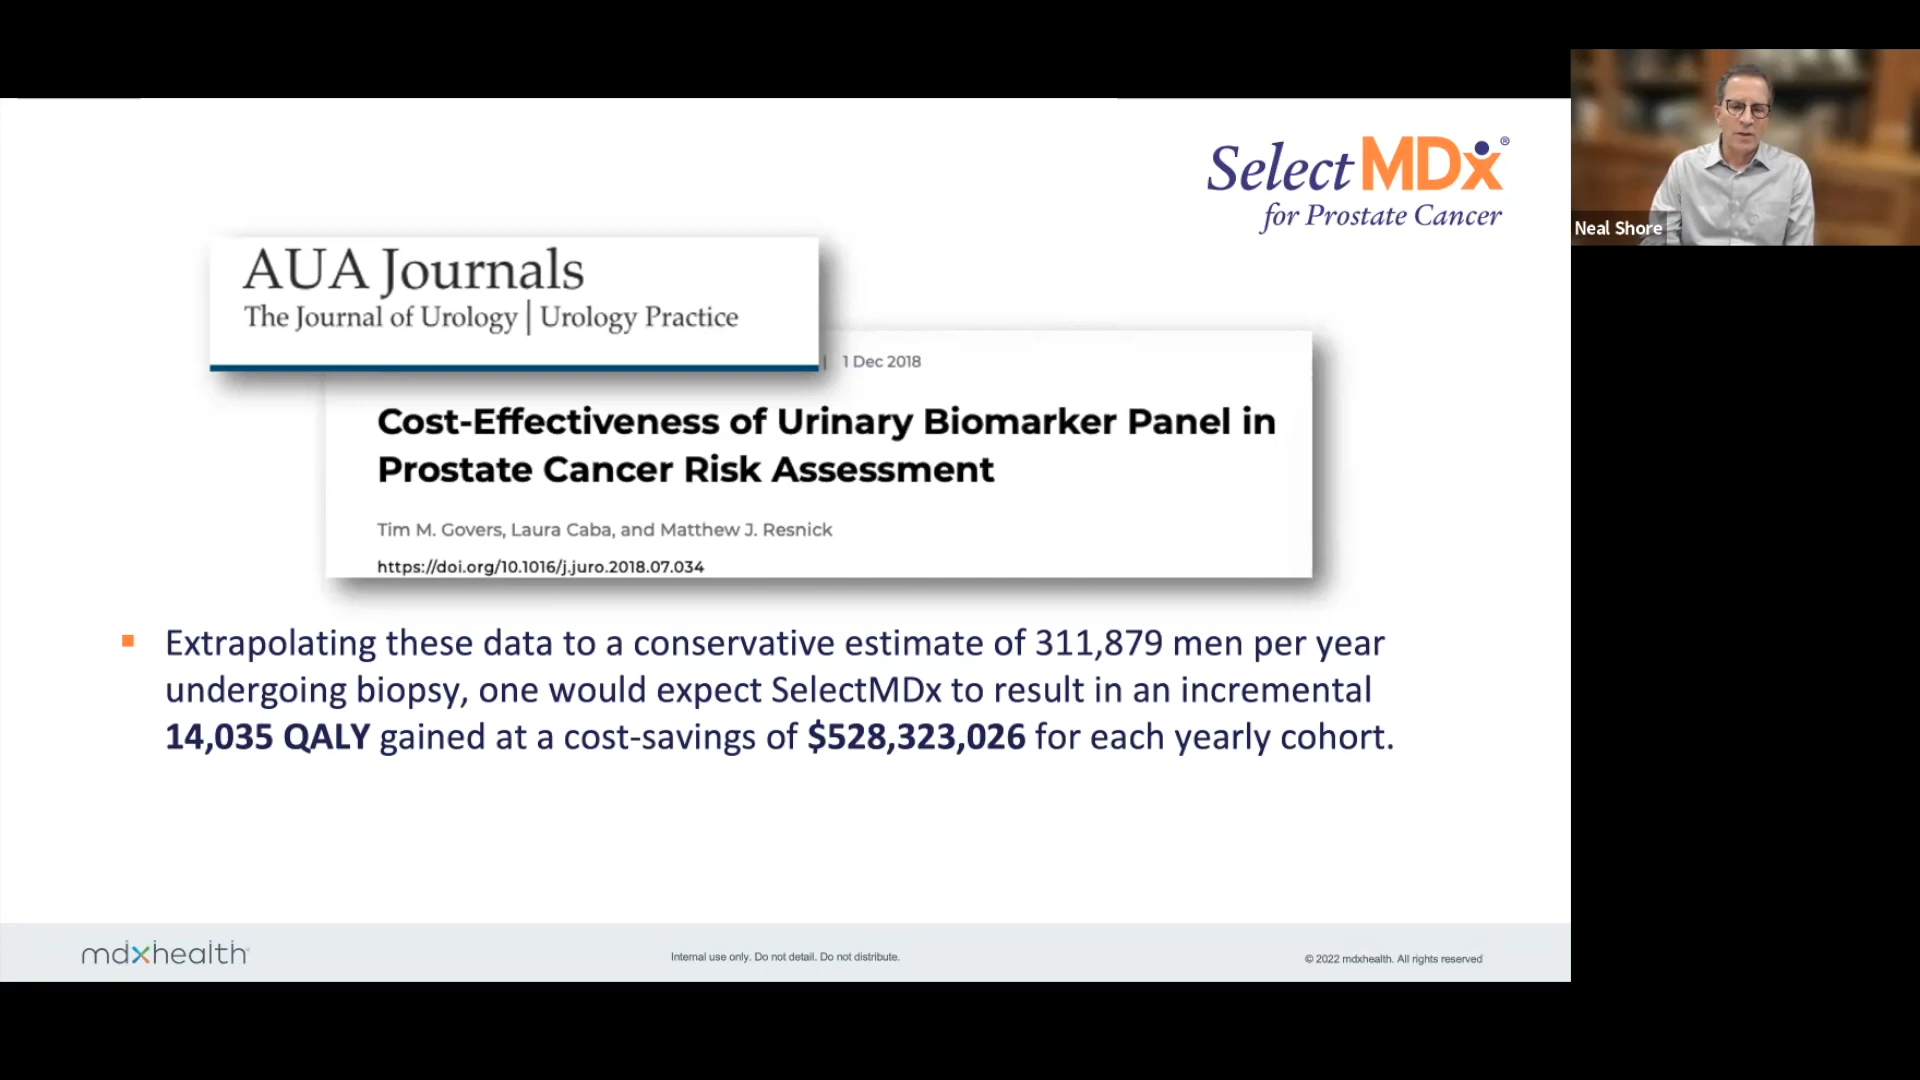 Select MDx®
for Prostate Cancer
Neal Shore
AUA Journals
The Journal of Urology | Urology Practice
| 1 Dec 2018
Cost-Effectiveness of Urinary Biomarker Panel in
Prostate Cancer Risk Assessment
Tim M. Govers, Laura Caba, and Matthew J. Resnick
https://doi.org/10.1016/j.juro.2018.07.034
▪ Extrapolating these data to a conservative estimate of 311,879 men per year
undergoing biopsy, one would expect SelectMDx to result in an incremental
14,035 QALY gained at a cost-savings of $528,323,026 for each yearly cohort.
mdxhealth
Internal use only. Do not detail. Do not distribute.
© 2022 mdxhealth. All rights reserved